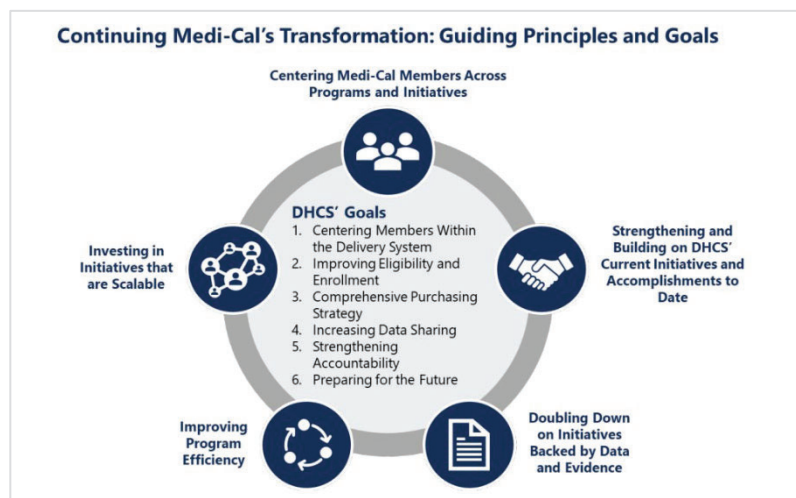 Continuing Medi-Cal's Transformation: Guiding Principles and Goals
Centering Medi-Cal Members Across
Programs and Initiatives
DHCS' Goals
1. Centering Members Within
the Delivery System
2. Improving Eligibility and
Enrollment
3. Comprehensive Purchasing
Strategy
4. Increasing Data Sharing
5. Strengthening
Accountability
6. Preparing for the Future
Strengthening and
Building on DHCS'
Current Initiatives and
Accomplishments to
Date
Doubling Down
on Initiatives
Backed by Data
and Evidence
Improving
Program
Efficiency
Investing in
Initiatives that
are Scalable